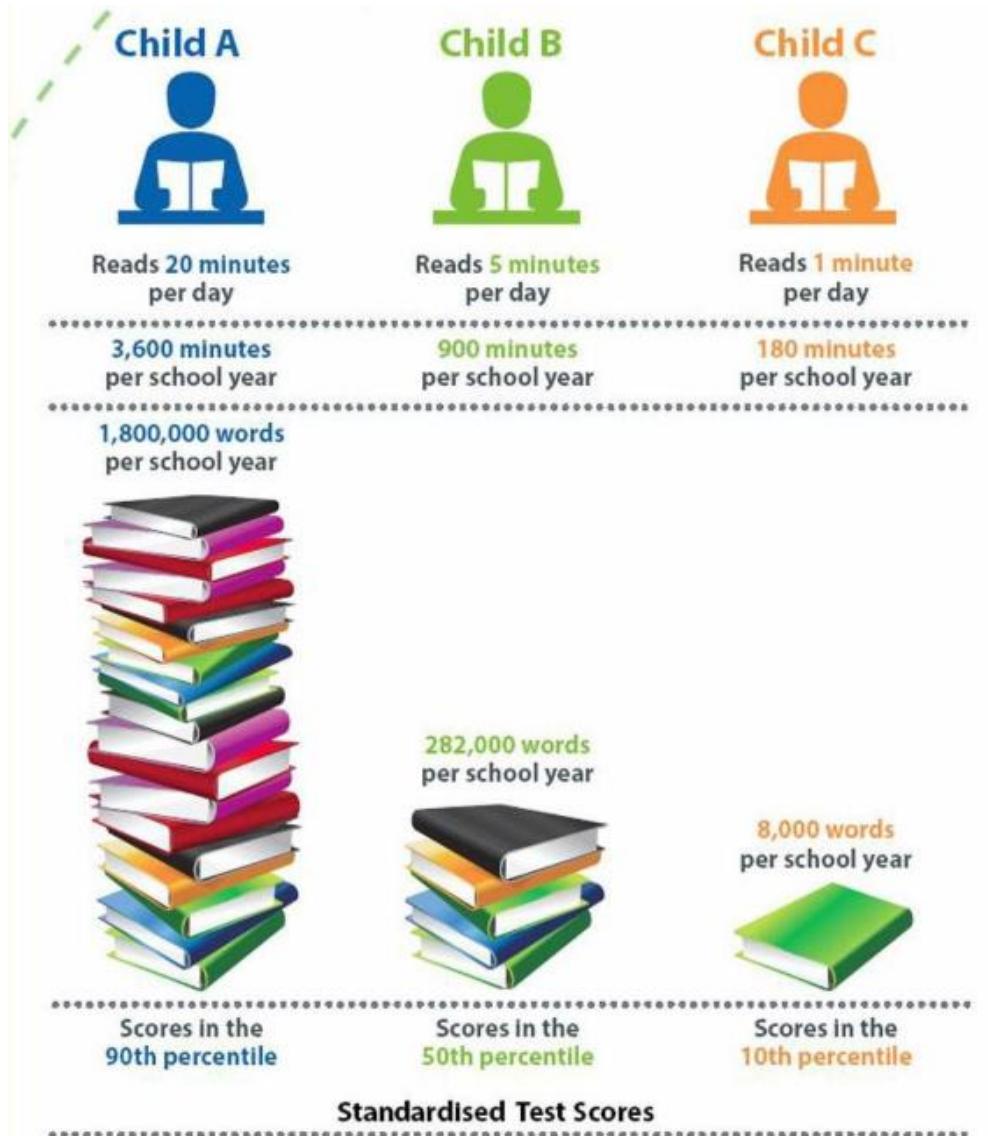 Child A
Child B
Child C
Reads 20 minutes
per day
Reads 5 minutes
per day
Reads 1 minute
per day
3,600 minutes
per school year
900 minutes
per school year
180 minutes
per school year
1,800,000 words
per school year
282,000 words
per school year
8,000 words
per school year
Scores in the
90th percentile
Scores in the
50th percentile
Scores in the
10th percentile
Standardised Test Scores